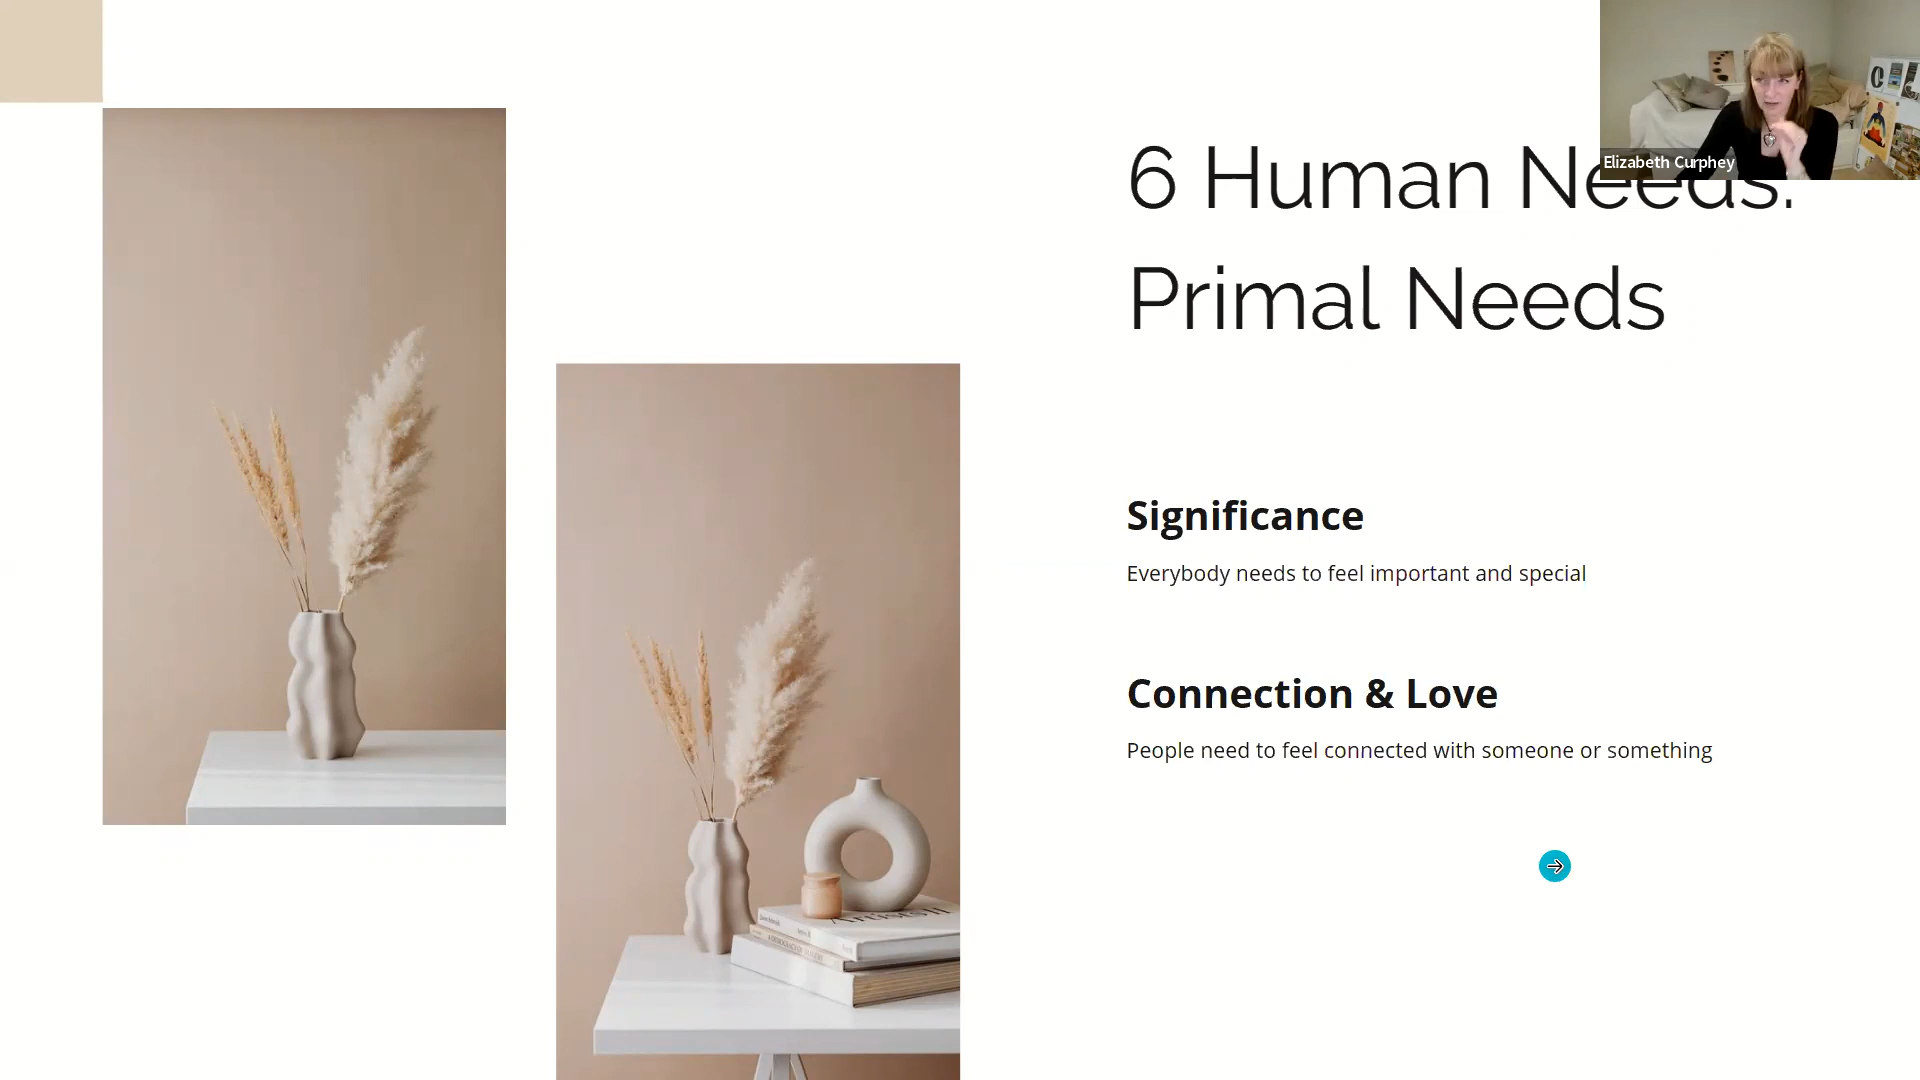 6 Human Needs:
Primal Needs
Significance
Everybody needs to feel important and special
Connection & Love
People need to feel connected with someone or something
Elizabeth Curphey